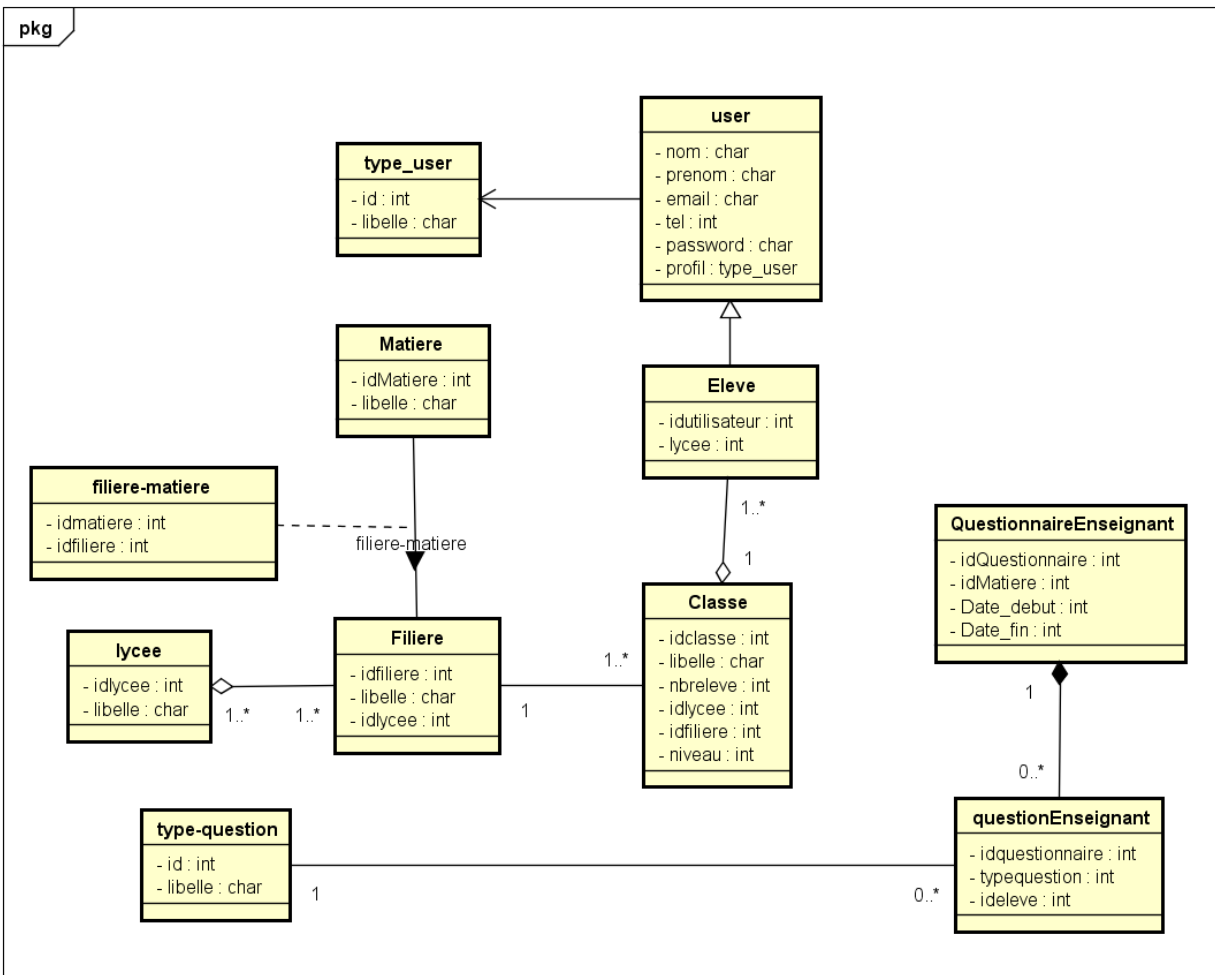 pkg
user
- nom : char
- prenom : char
- email : char
- tel : int
- password : char
- profil : type_user
type_user
- id : int
- libelle : char
Matiere
- idMatiere : int
- libelle : char
Eleve
- idutilisateur : int
- lycee : int
filiere-matiere
- idmatiere : int
- idfiliere : int
filiere-matiere
1..*
1
QuestionnaireEnseignant
- idQuestionnaire : int
- idMatiere : int
- Date_debut : int
- Date_fin : int
Classe
- idclasse : int
- libelle : char
- nbreleve : int
- idlycee : int
- idfiliere : int
- niveau : int
lycee
- idlycee : int
- libelle : char
Filiere
- idfiliere : int
- libelle : char
- idlycee : int
1..*
1..*
1
1..*
1
0..*
type-question
- id : int
- libelle : char
1
0..*
questionEnseignant
- idquestionnaire : int
- typequestion : int
- ideleve : int